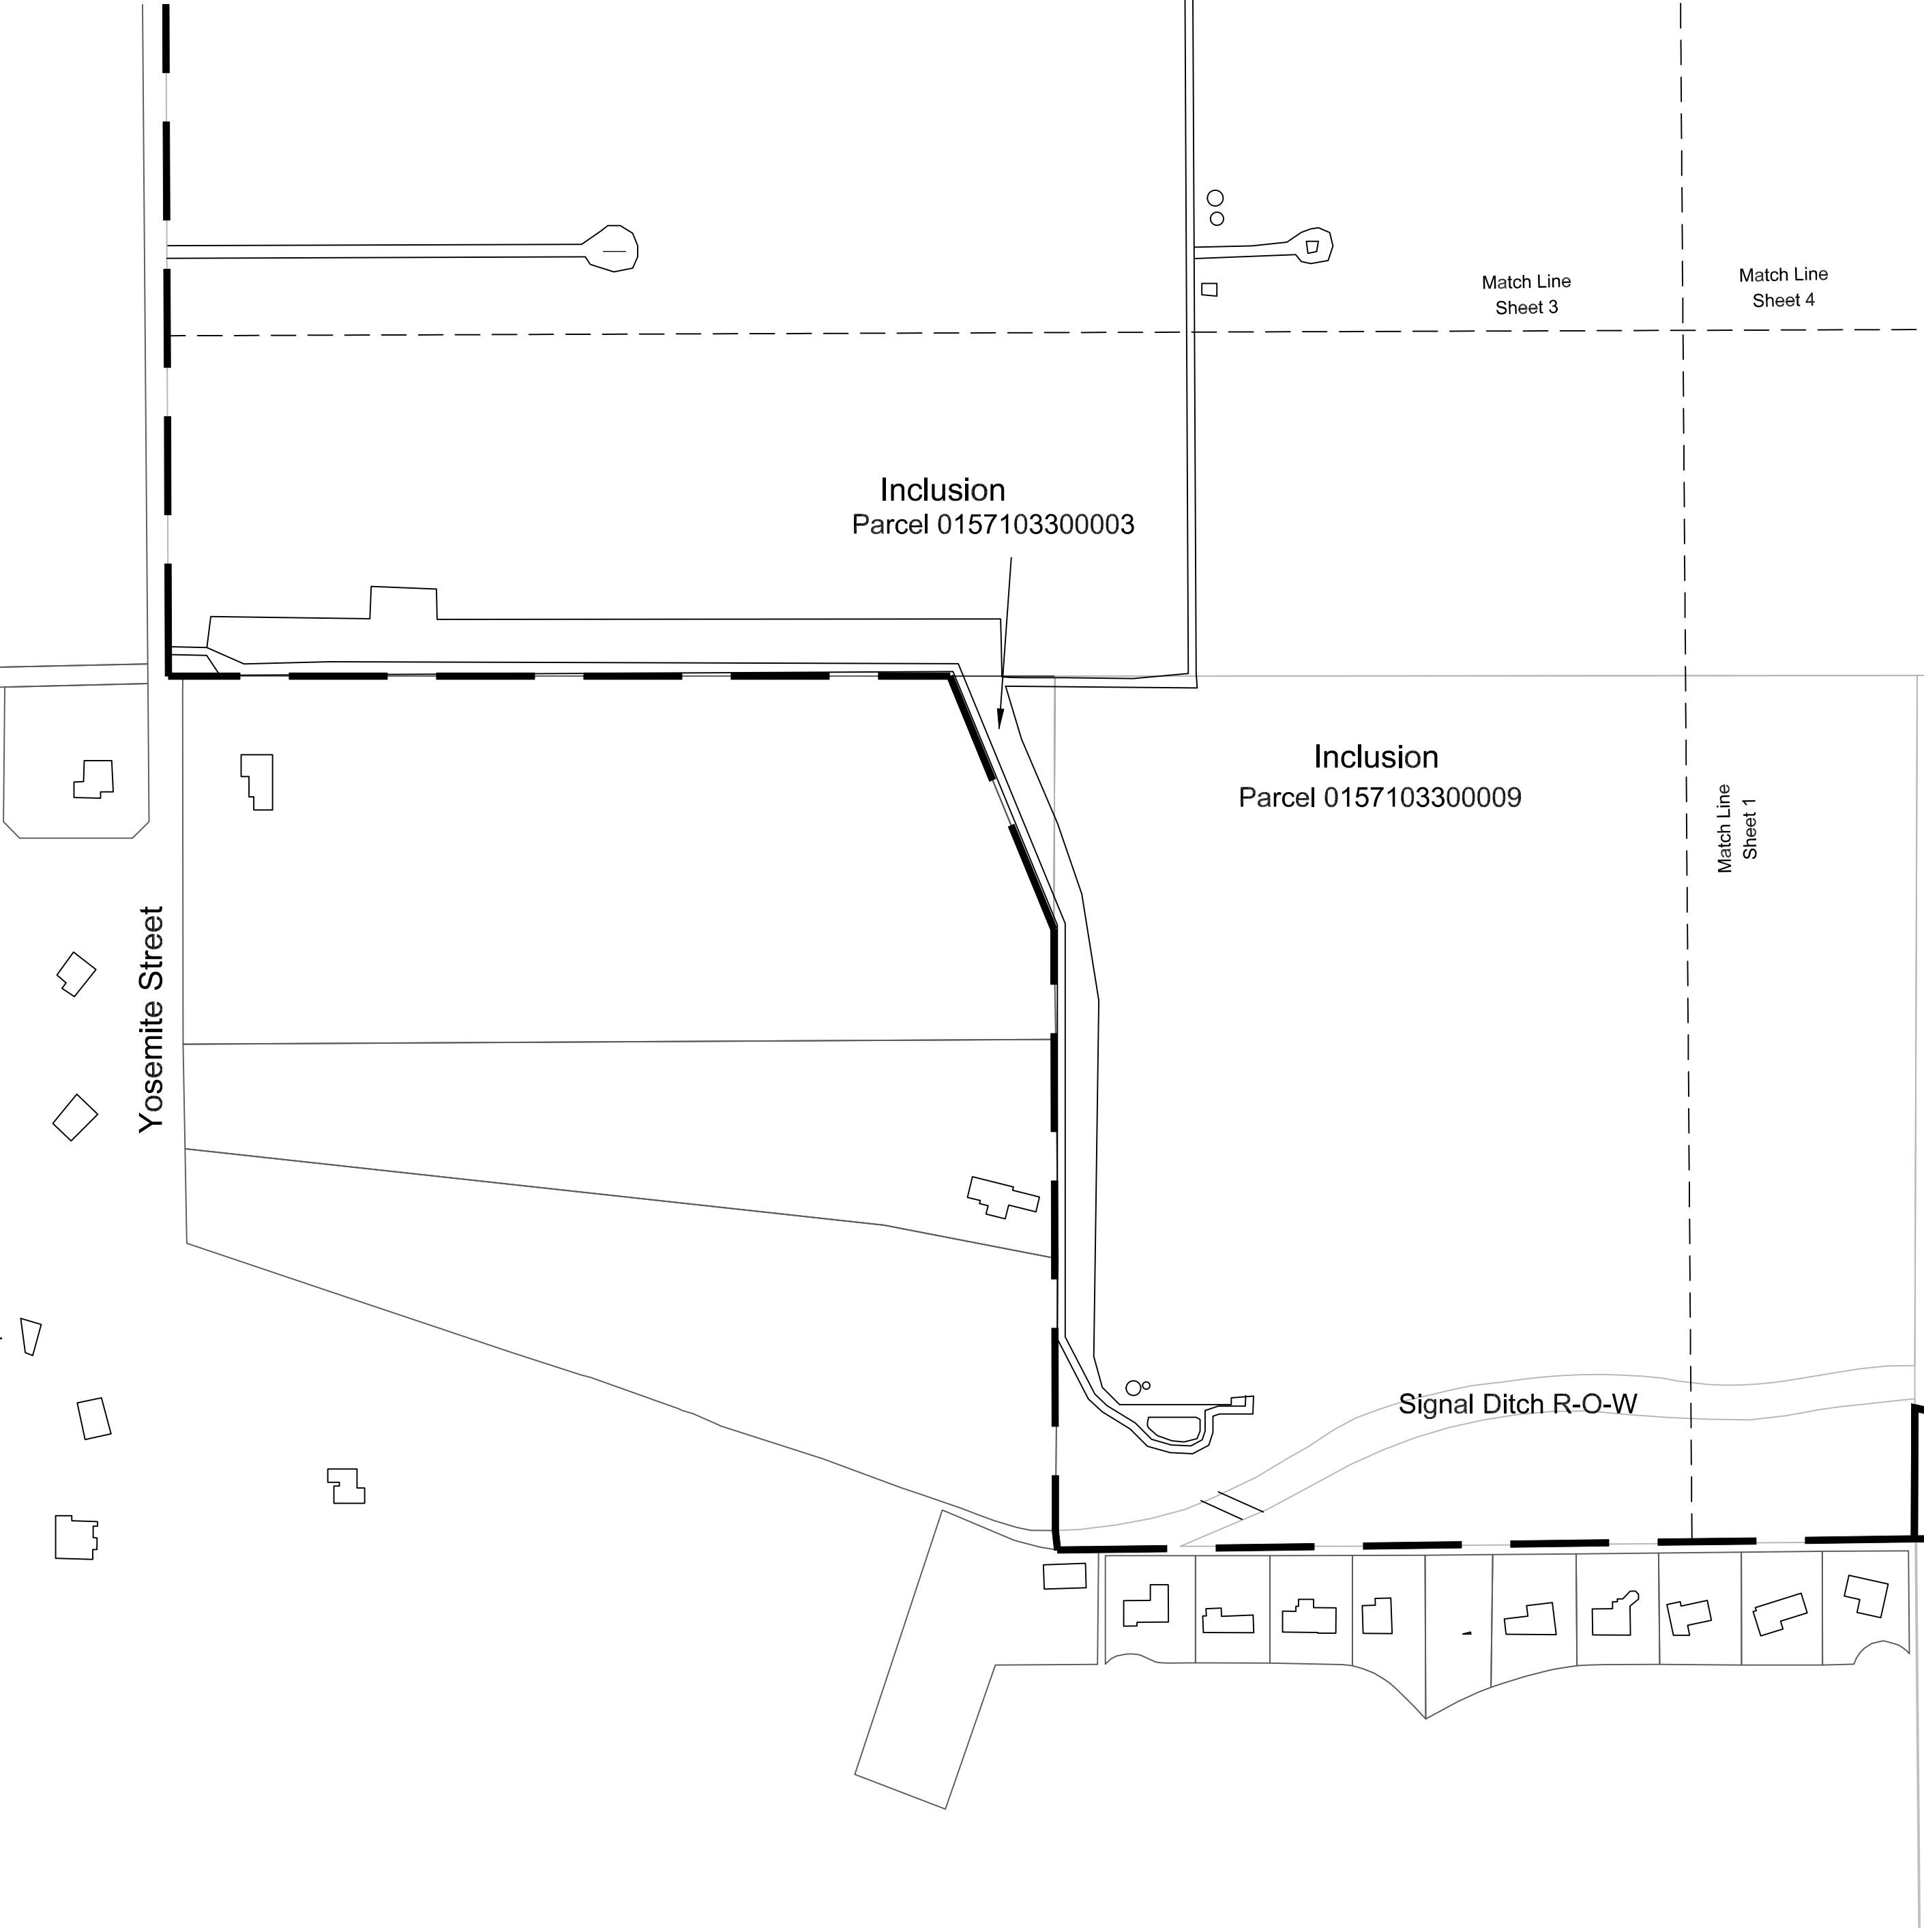 Match Line
Sheet 3
Match Line
Sheet 4
Inclusion
Parcel 0157103300003
Inclusion
Parcel 0157103300009
Match Line
Sheet 1
Yosemite Street
Signal Ditch R-O-W